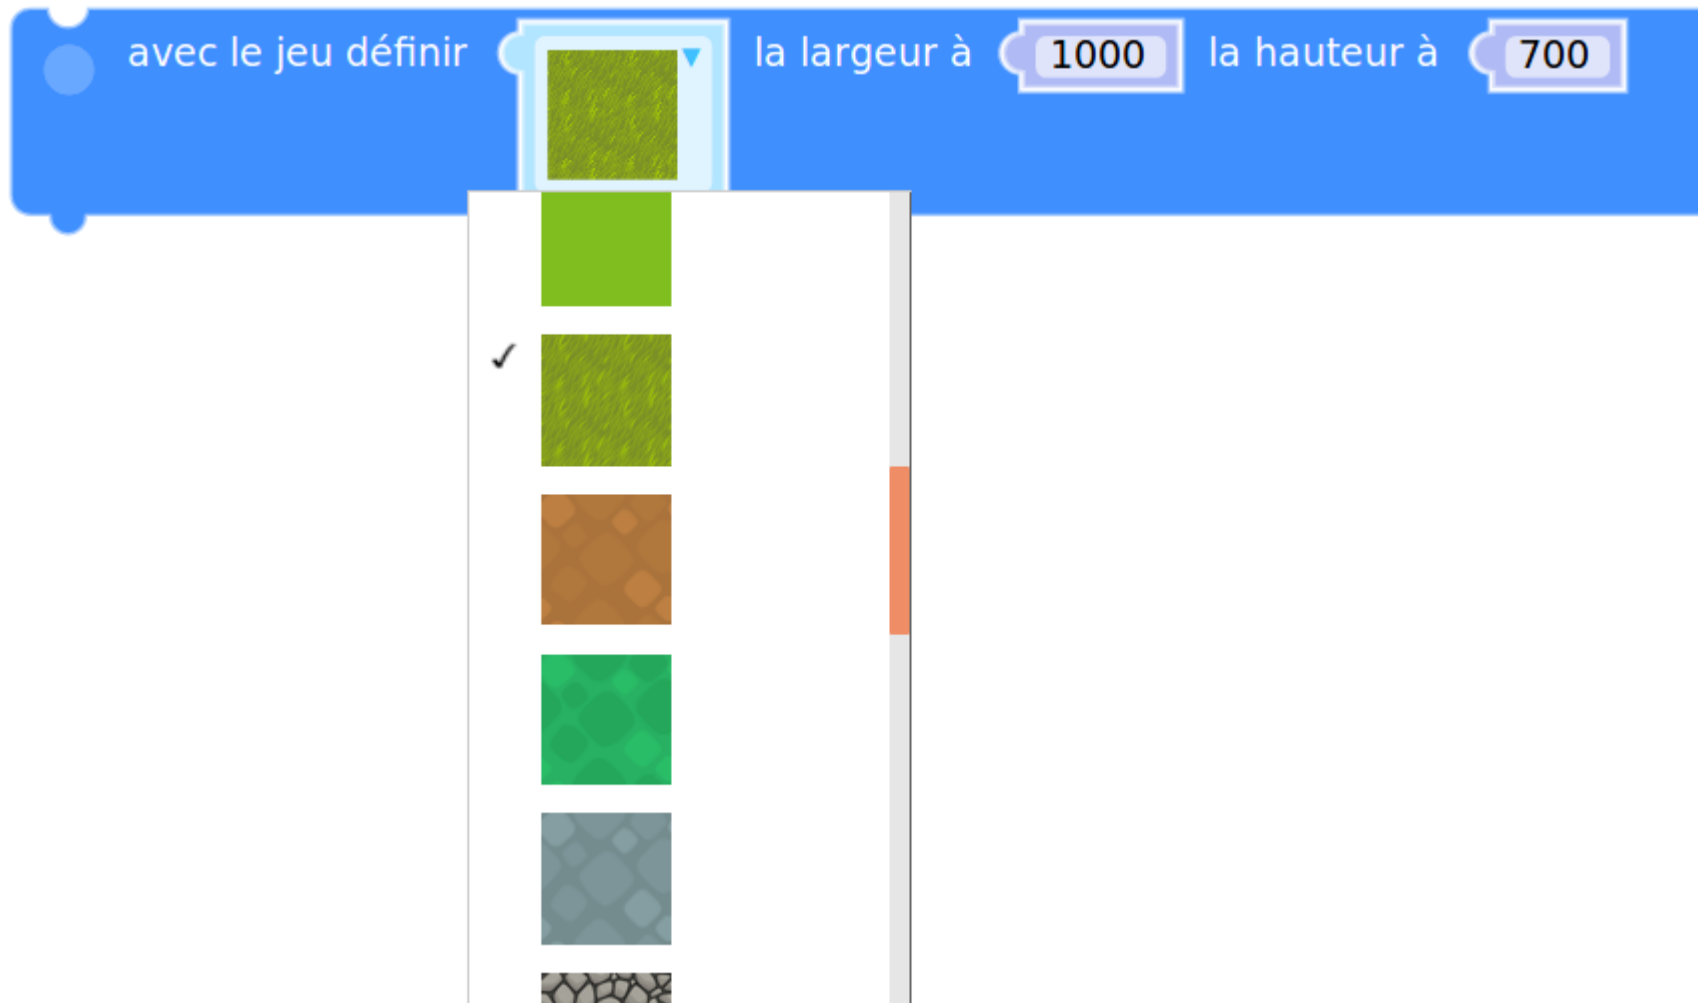 avec le jeu définir la largeur à 1000 la hauteur à 700